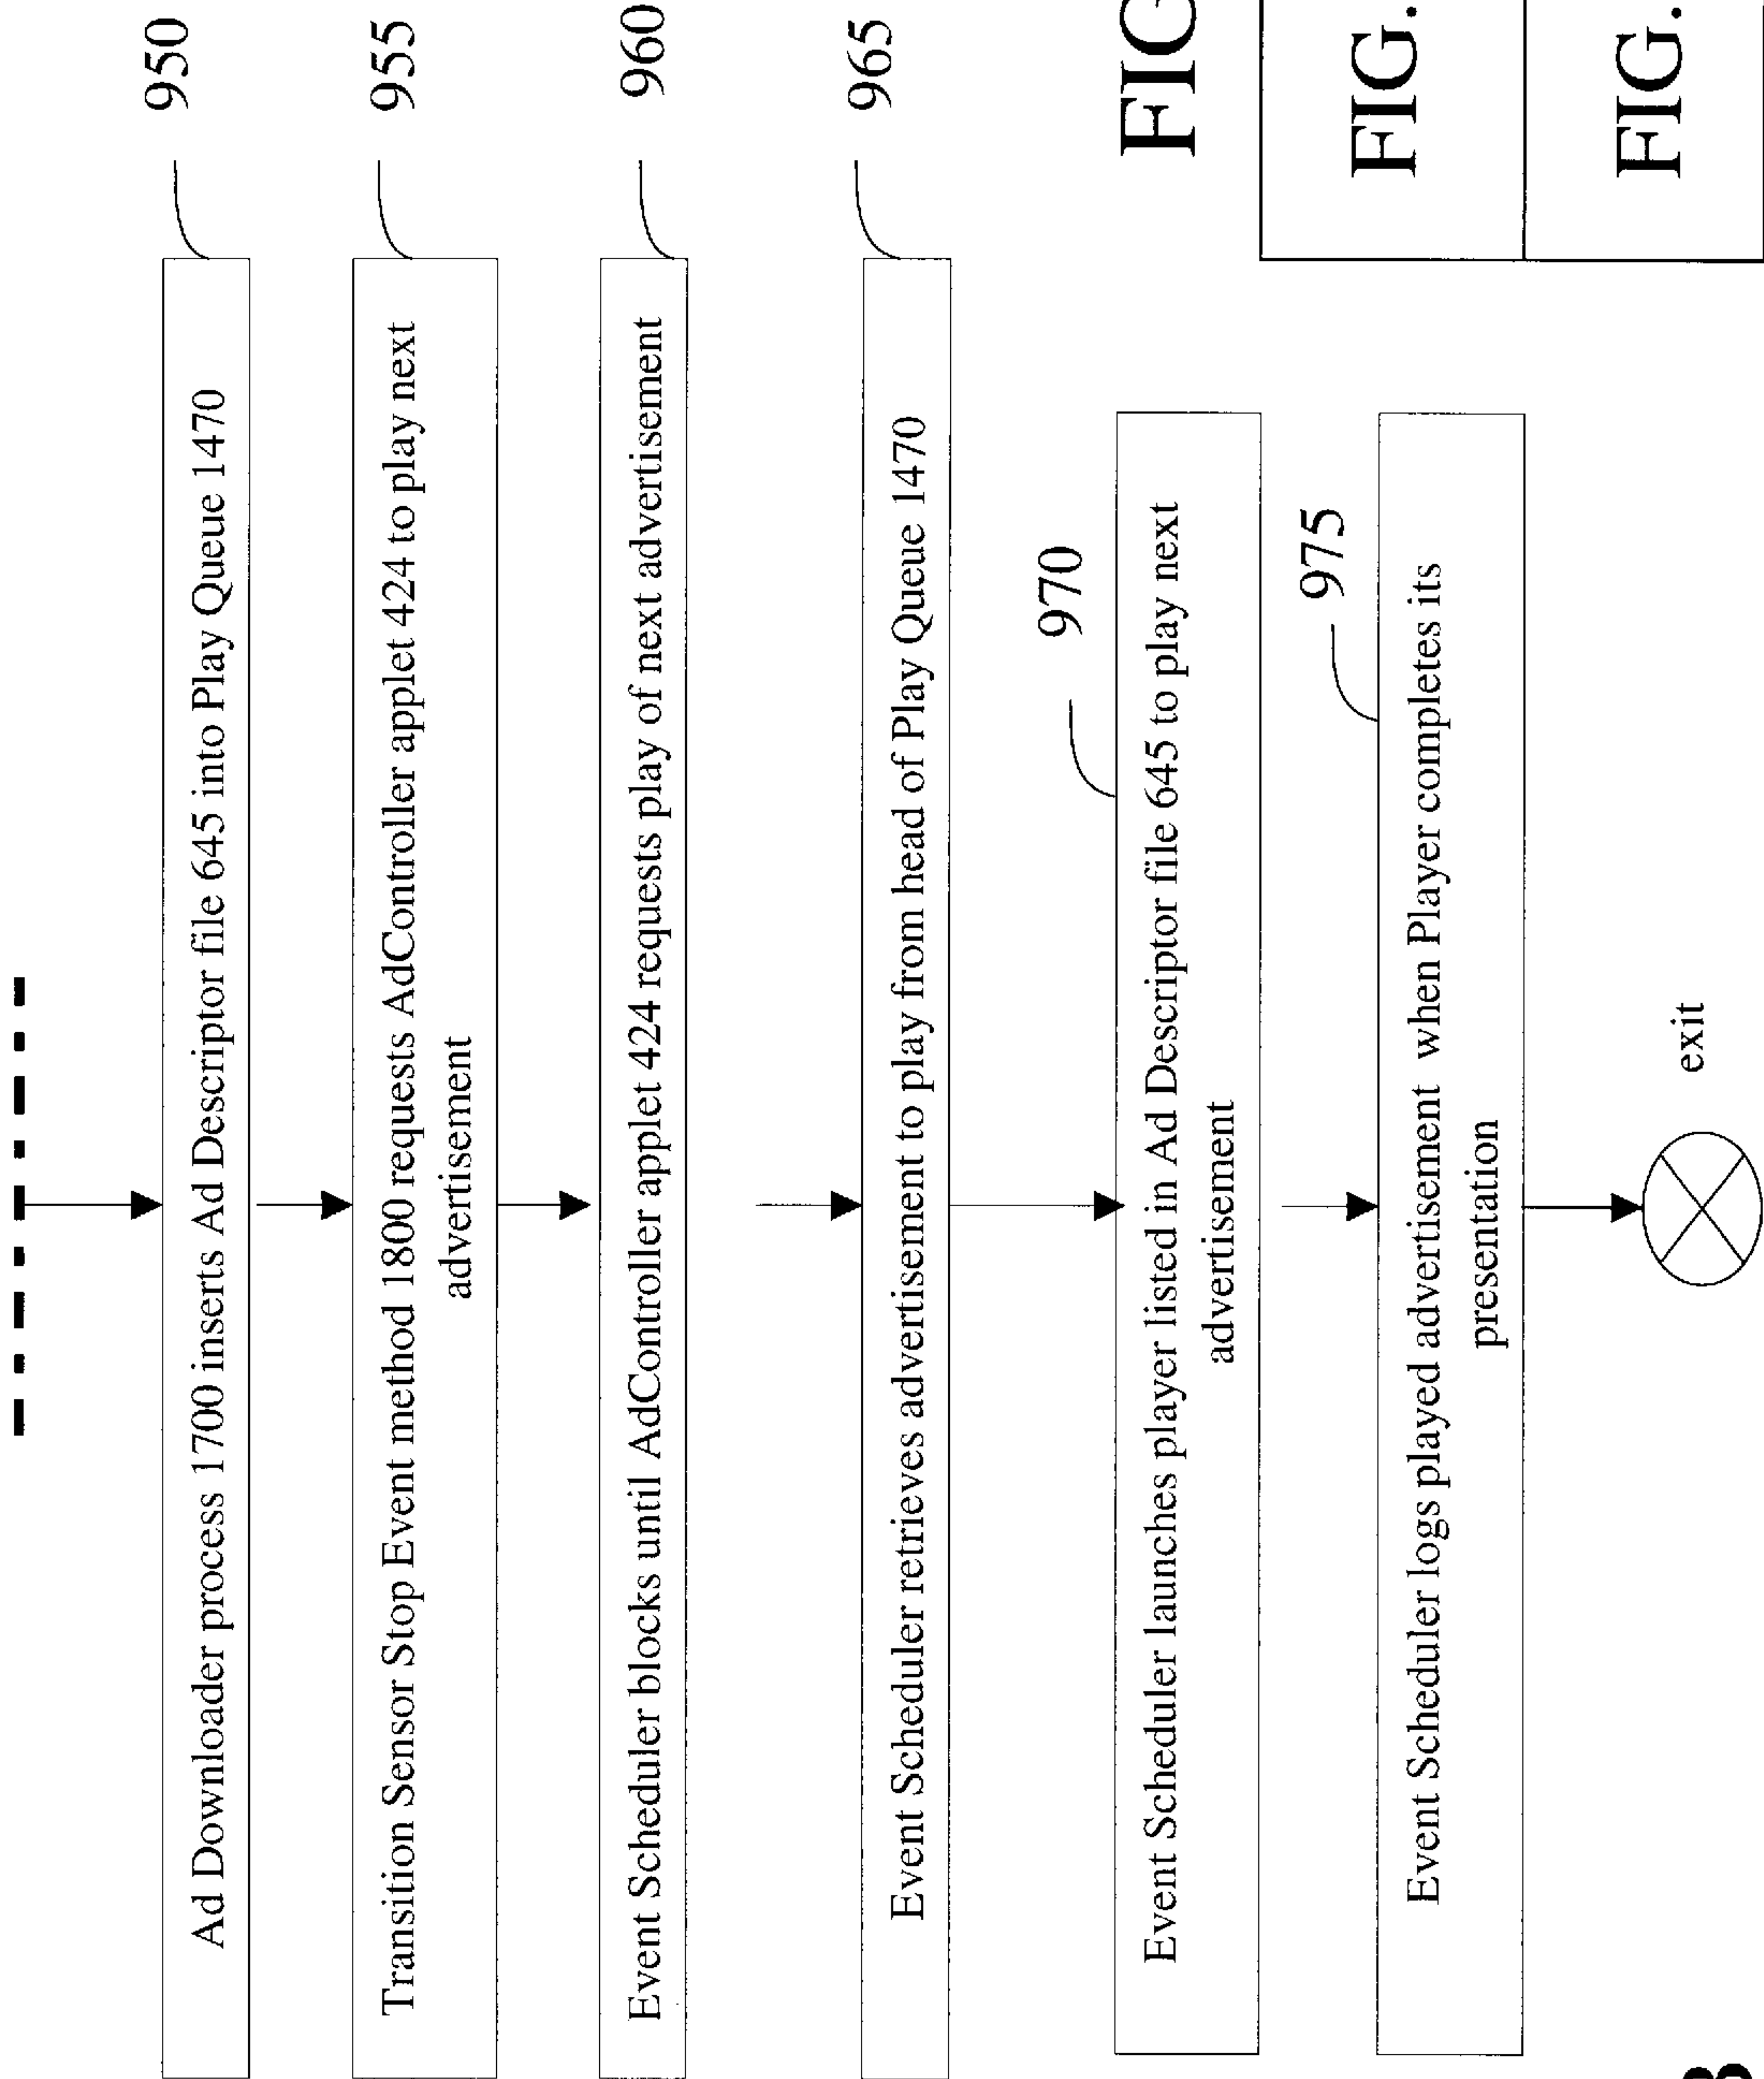 950
Ad Downloader process 1700 inserts Ad Descriptor file 645 into Play Queue 1470
955
Transition Sensor Stop Event method 1800 requests AdController applet 424 to play next
advertisement
960
Event Scheduler blocks until AdController applet 424 requests play of next advertisement
965
Event Scheduler retrieves advertisement to play from head of Play Queue 1470
970
Event Scheduler launches player listed in Ad Descriptor file 645 to play next
advertisement
975
Event Scheduler logs played advertisement when Player completes its
presentation
exit
FIG
FIG.
FIG.